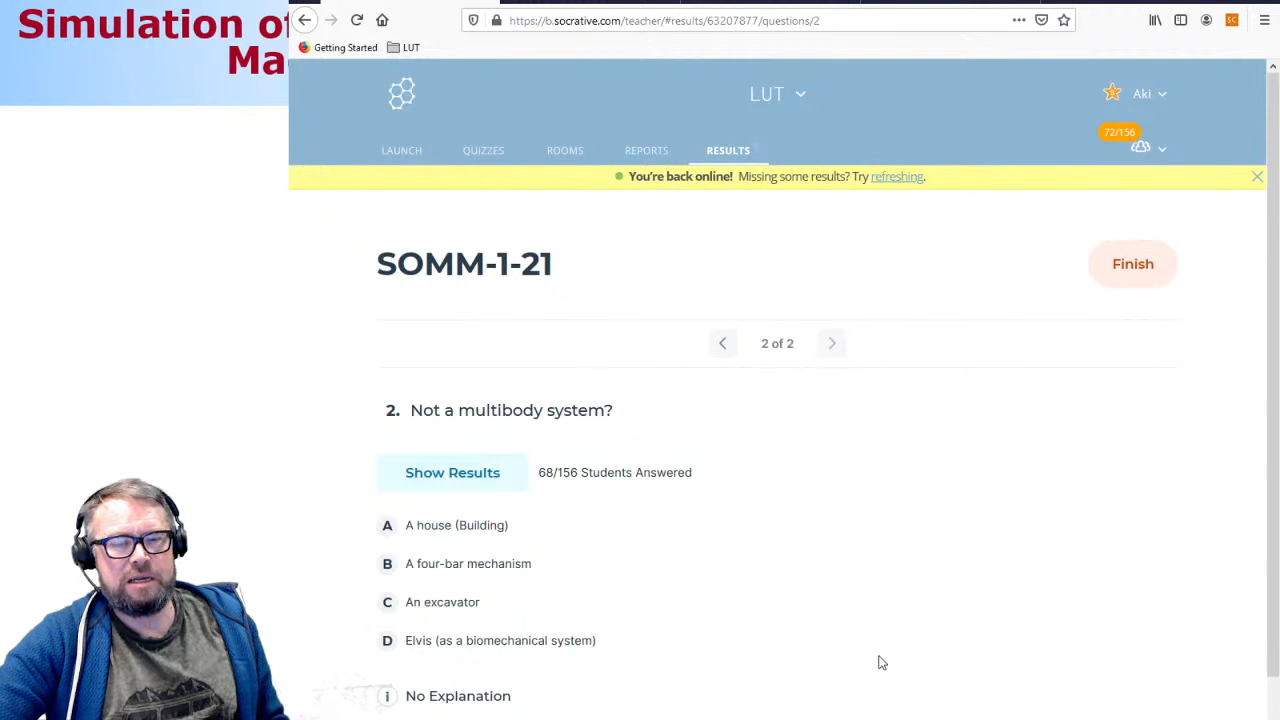 Simulation of
Ma
https://b.socrative.com/teacher/#results/63207877/questions/2
Getting Started
LUT
LUT
Aki
72/156
LAUNCH
QUIZZES
ROOMS
REPORTS
RESULTS
You're back online! Missing some results? Try refreshing.
SOMM-1-21
Finish
2 of 2
2. Not a multibody system?
Show Results
68/156 Students Answered
A A house (Building)
B A four-bar mechanism
C An excavator
D Elvis (as a biomechanical system)
i No Explanation